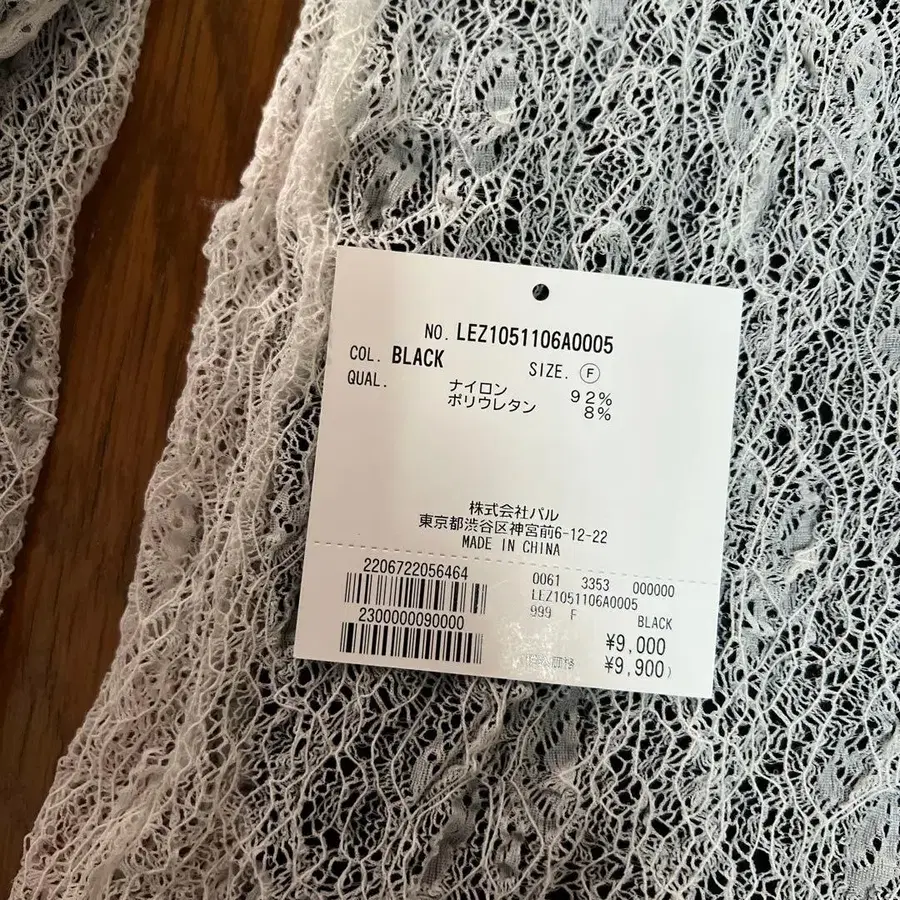 NO. LEZ1051106A0005
COL. BLACK SIZE. F
QUAL. ナイロン 92%
ポリウレタン 8%
株式会社パル
東京都渋谷区神宮前6-12-22
MADE IN CHINA
2206722056464
2300000090000
0061 3353 000000
LEZ1051106A0005
999 F BLACK
¥9,000
¥9,900)